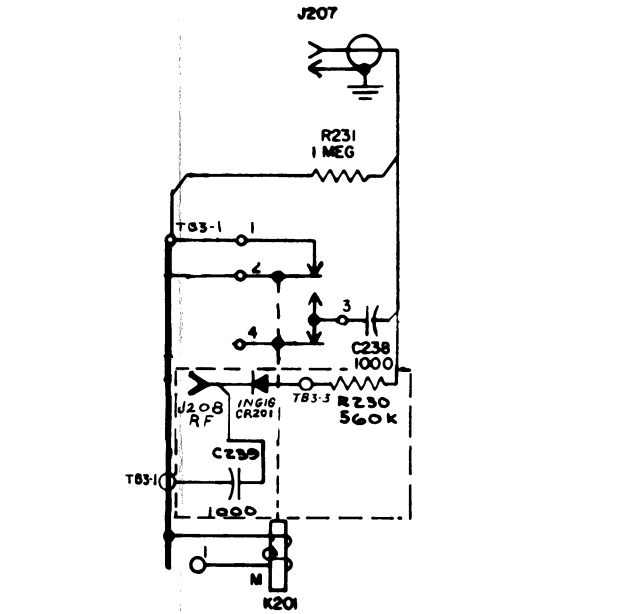 J207
R231
1 MEG
TB3-1
1
2
3
4
C238
1000
J208
RF
1N616
CR201
TB3-3
R230
560K
C239
TB3-1
1000
1
M
K201